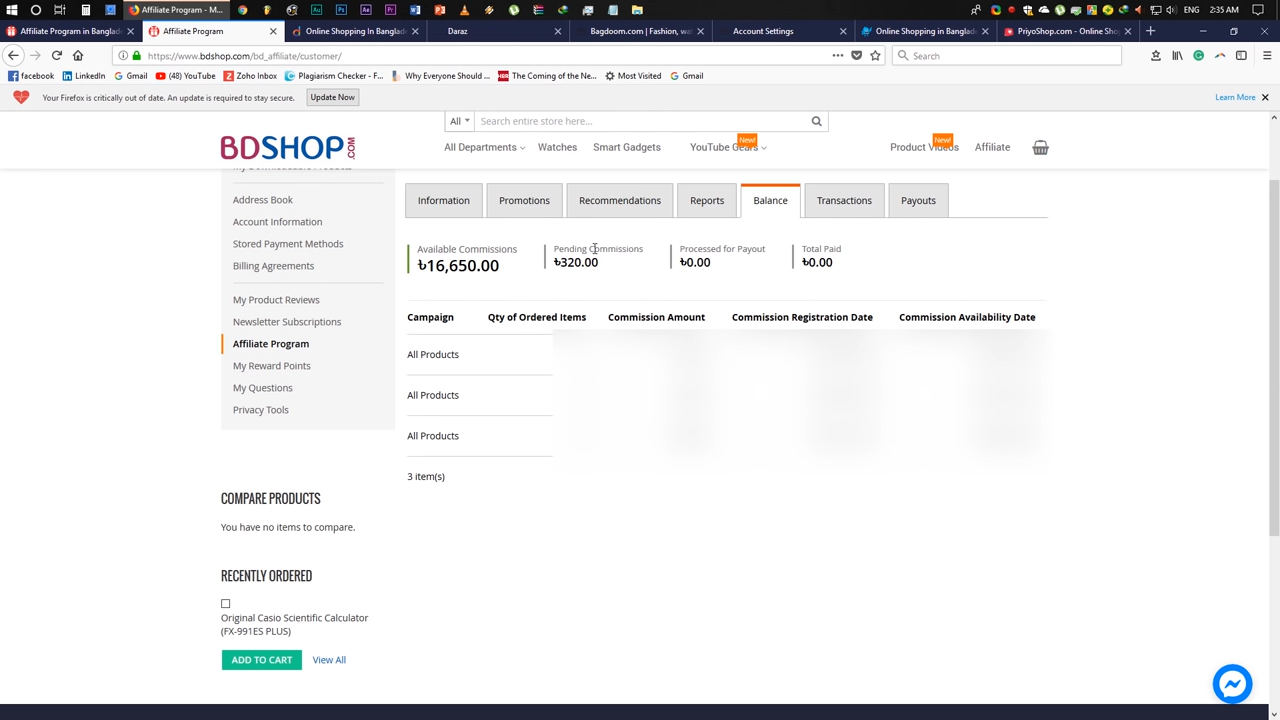 Affiliate Program - M...
ENG 2:35 AM
Affiliate Program in Banglad
Affiliate Program
Online Shopping In Banglad
Daraz
Bagdoom.com | Fashion, wa
Account Settings
Online Shopping in Banglad
PriyoShop.com - Online Sho
https://www.bdshop.com/bd_affiliate/customer/
Search
facebook
LinkedIn
Gmail
(48) YouTube
Zoho Inbox
Plagiarism Checker - F...
Why Everyone Should ...
The Coming of the Ne...
Most Visited
Gmail
Your Firefox is critically out of date. An update is required to stay secure.
Update Now
Learn More
BDSHOP.COM
All
Search entire store here...
All Departments
Watches
Smart Gadgets
YouTube Gears
New!
Product Videos
New!
Affiliate
My Downloadable Products
Address Book
Account Information
Stored Payment Methods
Billing Agreements
My Product Reviews
Newsletter Subscriptions
Affiliate Program
My Reward Points
My Questions
Privacy Tools
Information
Promotions
Recommendations
Reports
Balance
Transactions
Payouts
Available Commissions
৳16,650.00
Pending Commissions
৳320.00
Processed for Payout
৳0.00
Total Paid
৳0.00
Campaign Qty of Ordered Items Commission Amount Commission Registration Date Commission Availability Date
All Products
All Products
All Products
3 item(s)
COMPARE PRODUCTS
You have no items to compare.
RECENTLY ORDERED
Original Casio Scientific Calculator
(FX-991ES PLUS)
ADD TO CART
View All